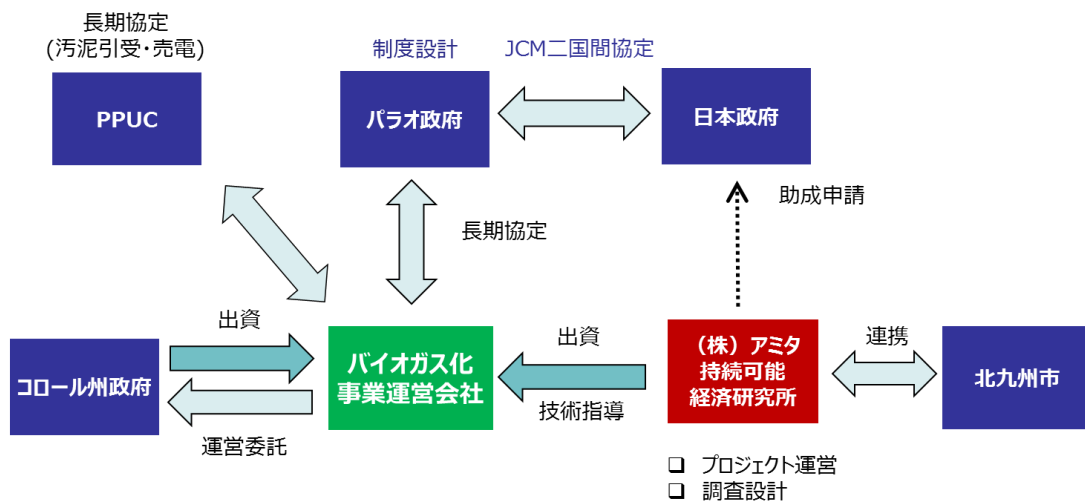 長期協定
(汚泥引受・売電)
制度設計
JCM二国間協定
PPUC
パラオ政府
日本政府
助成申請
長期協定
出資
出資
コロール州政府
バイオガス化
事業運営会社
(株)アミタ
持続可能
経済研究所
連携
北九州市
運営委託
技術指導
❑ プロジェクト運営
❑ 調査設計